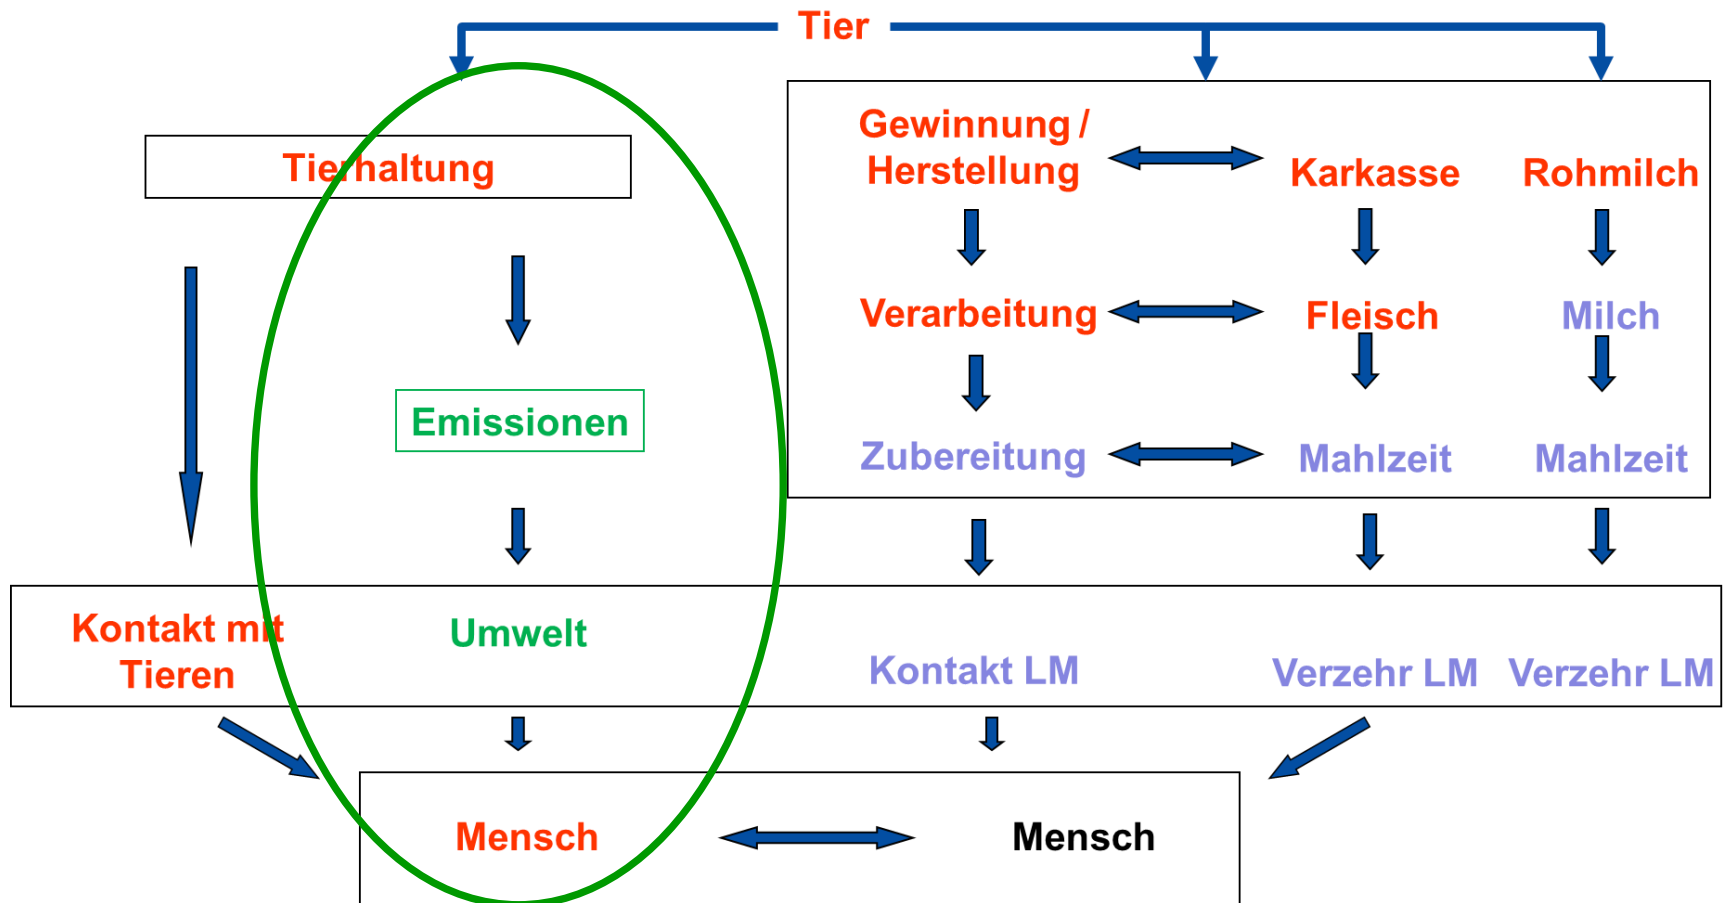 Tier
Tierhaltung
Gewinnung /
Herstellung
Karkasse
Rohmilch
Verarbeitung
Fleisch
Milch
Emissionen
Zubereitung
Mahlzeit
Mahlzeit
Kontakt mit
Tieren
Umwelt
Kontakt LM
Verzehr LM
Verzehr LM
Mensch
Mensch